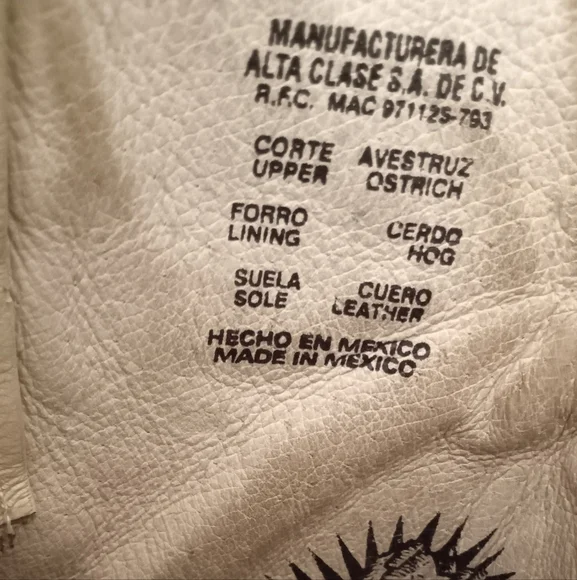 MANUFACTURERA DE
ALTA CLASE S.A. DE C.V.
R.F.C. MAC 971125-793
CORTE AVESTRUZ
UPPER OSTRICH
FORRO CERDO
LINING HOG
SUELA CUERO
SOLE LEATHER
HECHO EN MEXICO
MADE IN MEXICO